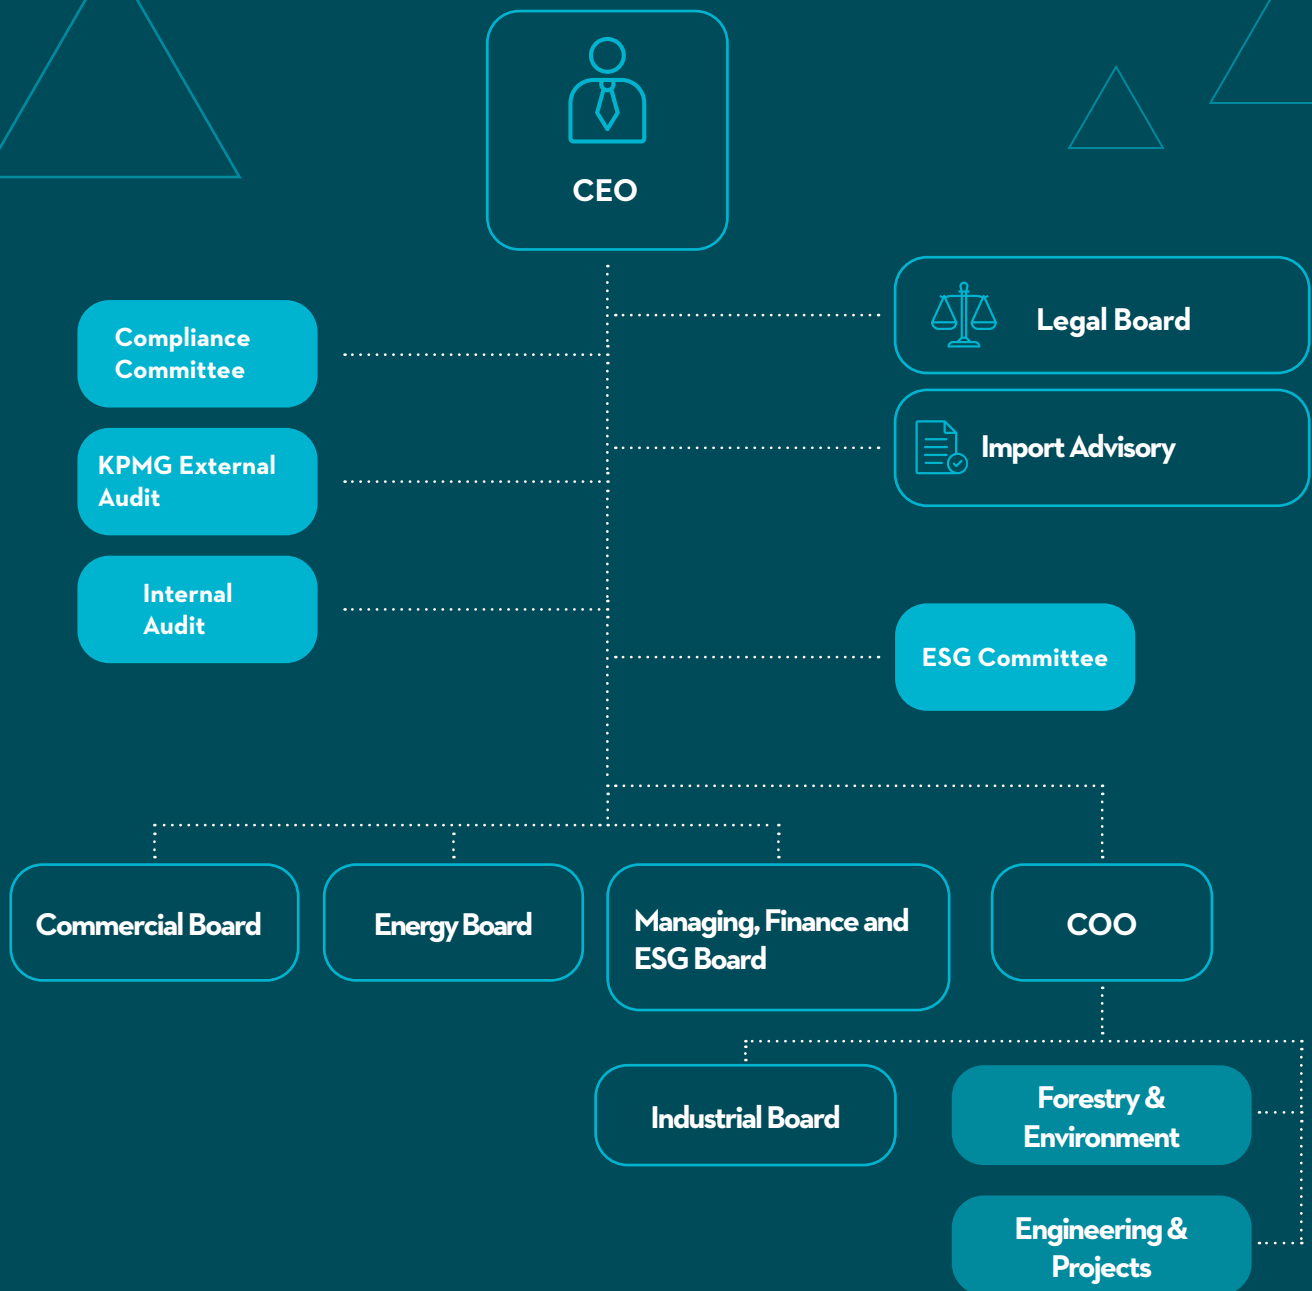 CEO
Legal Board
Compliance
Committee
Import Advisory
KPMG External
Audit
Internal
Audit
ESG Committee
Commercial Board
Energy Board
Managing, Finance and
ESG Board
COO
Industrial Board
Forestry &
Environment
Engineering &
Projects